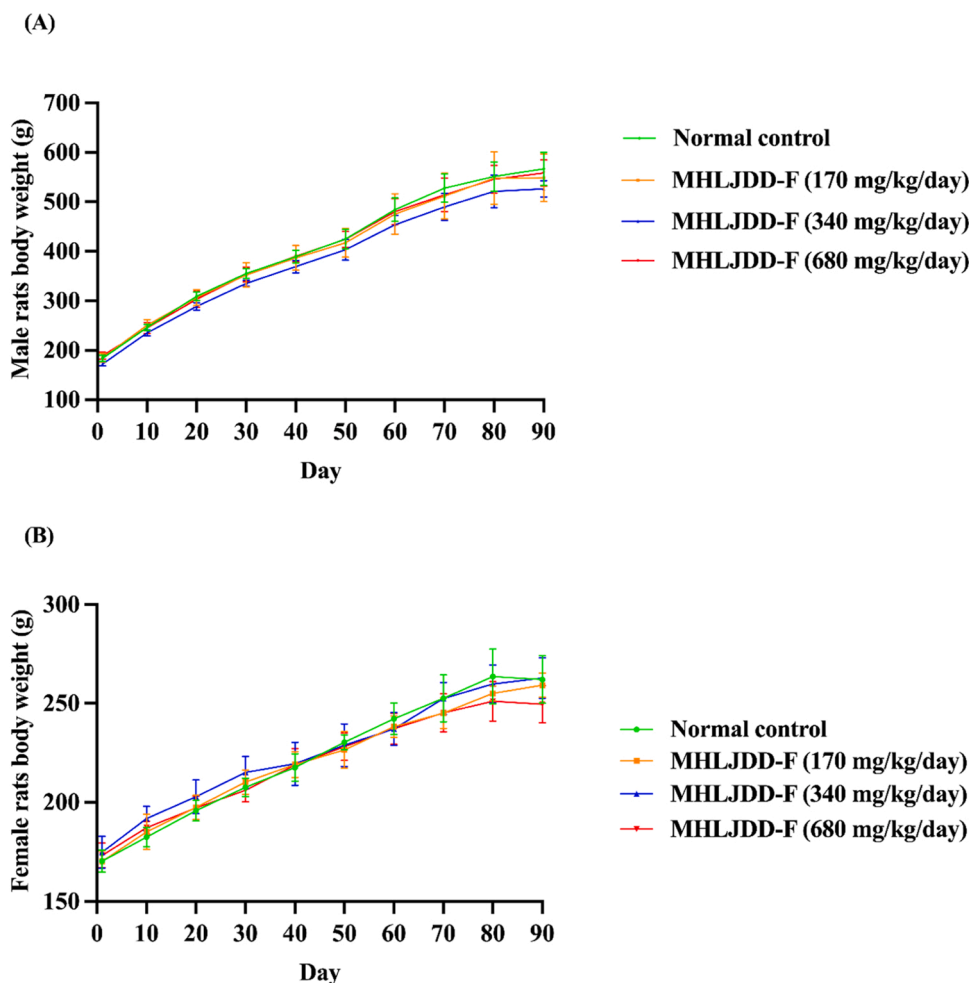 (A)
700
600
500
400
300
200
100
Male rats body weight (g)
0 10 20 30 40 50 60 70 80 90
Day
Normal control
MHLJDD-F (170 mg/kg/day)
MHLJDD-F (340 mg/kg/day)
MHLJDD-F (680 mg/kg/day)
(B)
300
250
200
150
Female rats body weight (g)
0 10 20 30 40 50 60 70 80 90
Day
Normal control
MHLJDD-F (170 mg/kg/day)
MHLJDD-F (340 mg/kg/day)
MHLJDD-F (680 mg/kg/day)